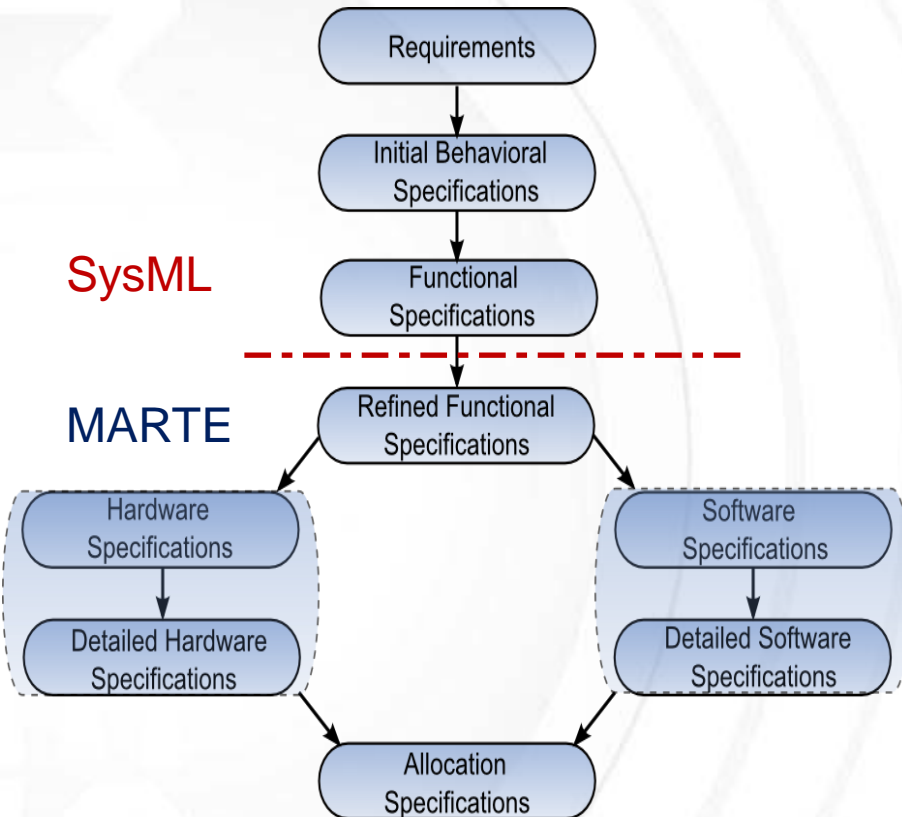 Requirements
Initial Behavioral
Specifications
SysML
Functional
Specifications
MARTE
Refined Functional
Specifications
Hardware
Specifications
Software
Specifications
Detailed Hardware
Specifications
Detailed Software
Specifications
Allocation
Specifications